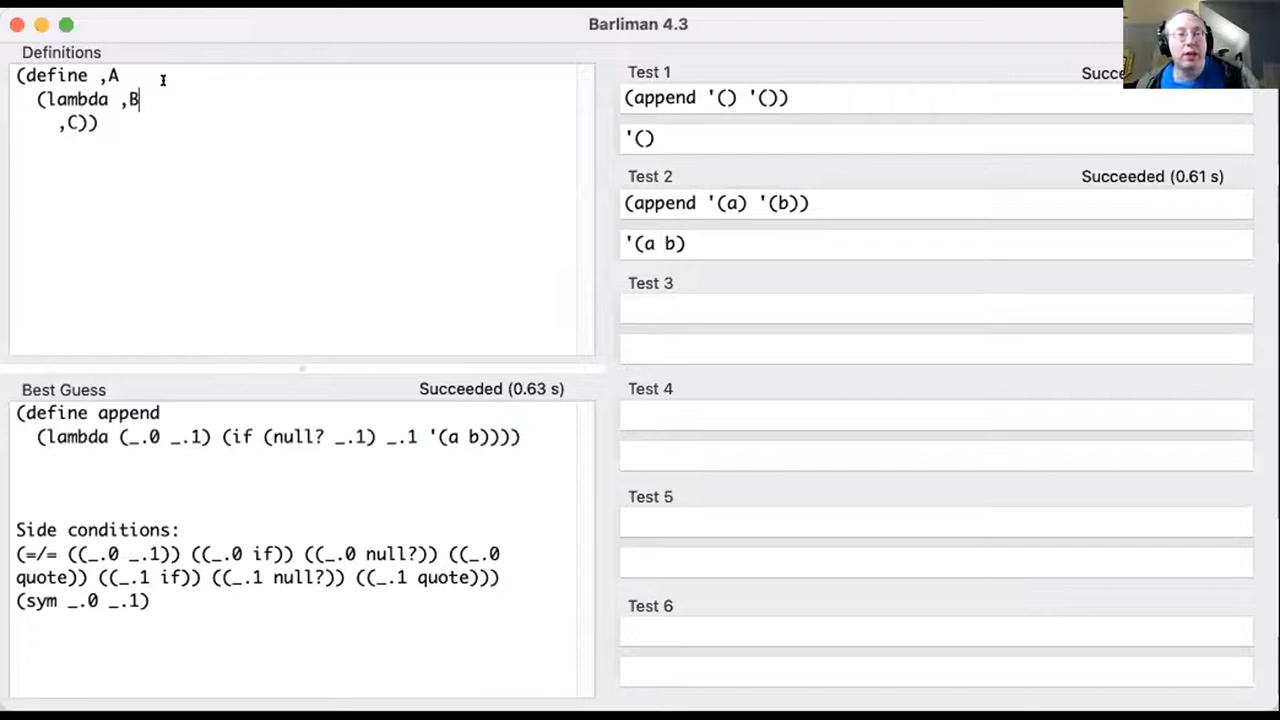 Barliman 4.3
Definitions
(define ,A
(lambda ,B
,C))
Best Guess
Succeeded (0.63 s)
(define append
(lambda (_.0 _.1) (if (null? _.1) _.1 '(a b))))
Side conditions:
(=/= ((_.0 _.1)) ((_.0 if)) ((_.0 null?)) ((_.0
quote)) ((_.1 if)) ((_.1 null?)) ((_.1 quote)))
(sym _.0 _.1)
Test 1
(append '() '())
'()
Test 2
Succeeded (0.61 s)
(append '(a) '(b))
'(a b)
Test 3
Test 4
Test 5
Test 6